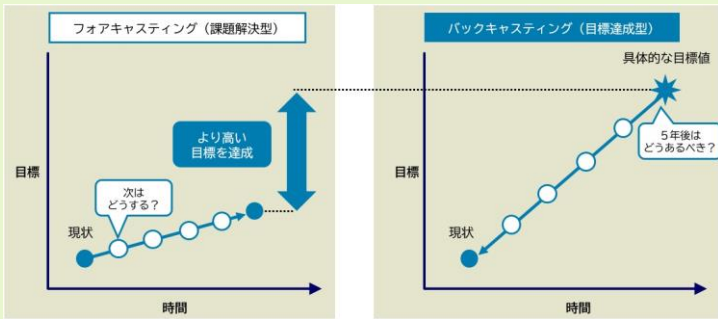 フォアキャスティング（課題解決型）
より高い
目標を達成
目標
次は
どうする？
現状
時間
バックキャスティング（目標達成型）
具体的な目標値
５年後は
どうあるべき？
目標
現状
時間